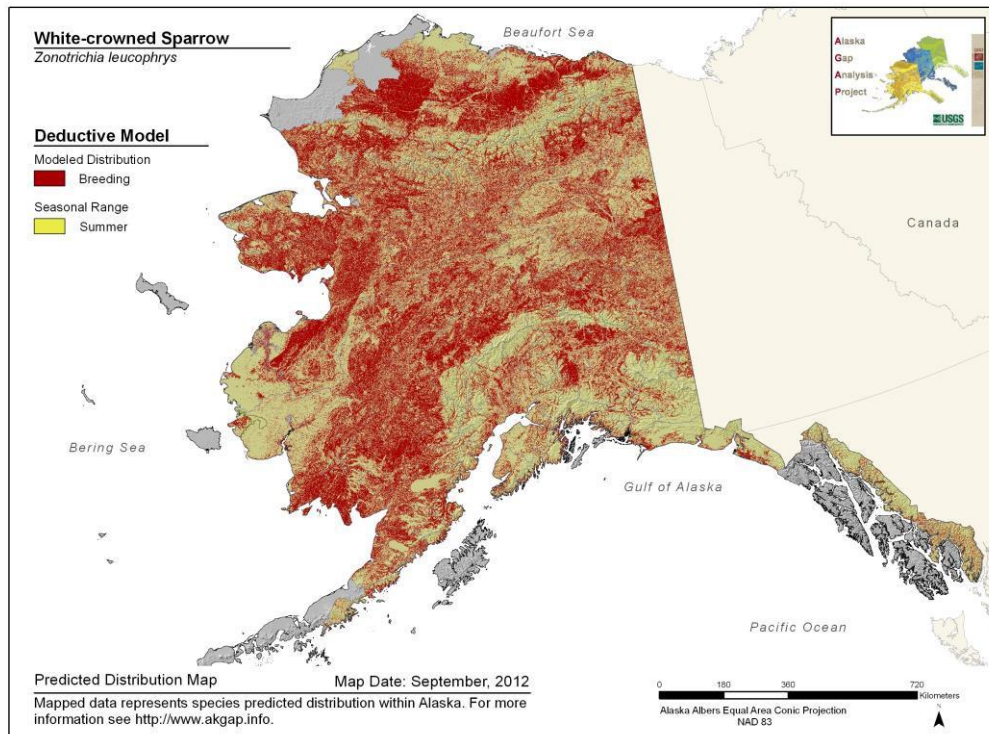 White-crowned Sparrow
Zonotrichia leucophrys
Deductive Model
Modeled Distribution
Breeding
Seasonal Range
Summer
Beaufort Sea
Alaska
Gap
Analysis
Project
USGS
Canada
Bering Sea
Gulf of Alaska
Pacific Ocean
Predicted Distribution Map Map Date: September, 2012
Mapped data represents species predicted distribution within Alaska. For more
information see http://www.akgap.info.
0 180 360 720
Kilometers
Alaska Albers Equal Area Conic Projection
NAD 83
N